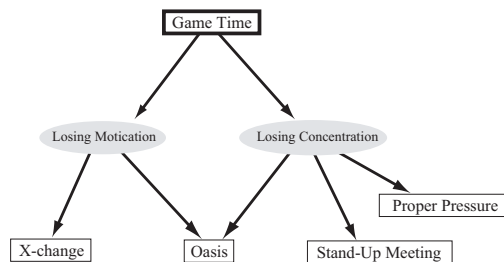 Game Time
Losing Motication
Losing Concentration
Proper Pressure
X-change
Oasis
Stand-Up Meeting